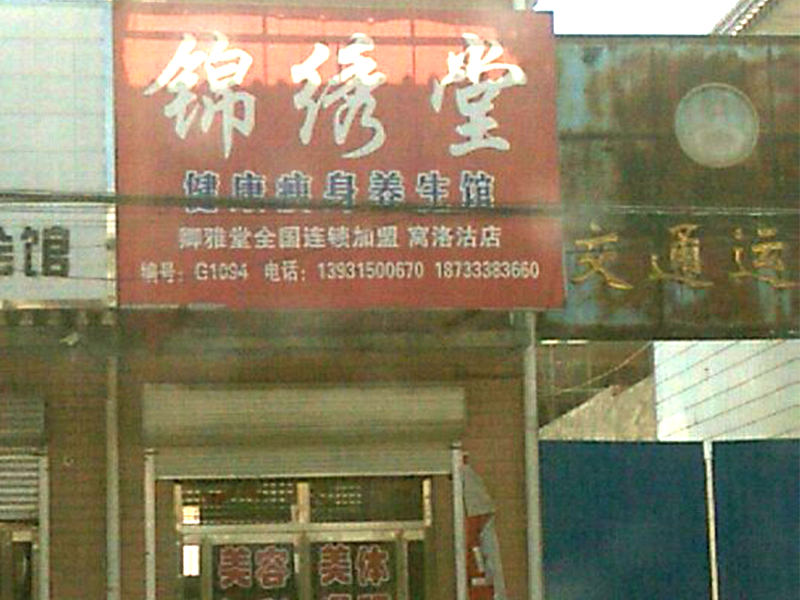 锦绣堂
健康瘦身养生馆
卿雅堂全国连锁加盟 窝洛沽店
编号：G1094 电话：13931500670 18733383660
馆
交通运
美容 美体